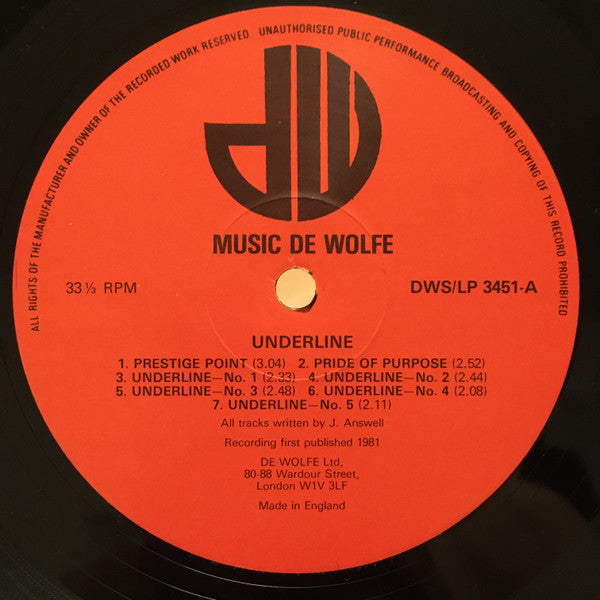 ALL RIGHTS OF THE MANUFACTURER AND OWNER OF THE RECORDED WORK RESERVED UNAUTHORISED PUBLIC PERFORMANCE BROADCASTING AND COPYING OF THIS RECORD PROHIBITED
dW
MUSIC DE WOLFE
33⅓ RPM DWS/LP 3451-A
UNDERLINE
1. PRESTIGE POINT (3.04) 2. PRIDE OF PURPOSE (2.52)
3. UNDERLINE—No. 1 (2.33) 4. UNDERLINE—No. 2 (2.44)
5. UNDERLINE—No. 3 (2.48) 6. UNDERLINE—No. 4 (2.08)
7. UNDERLINE—No. 5 (2.11)
All tracks written by J. Answell
Recording first published 1981
DE WOLFE Ltd,
80-88 Wardour Street,
London W1V 3LF
Made in England